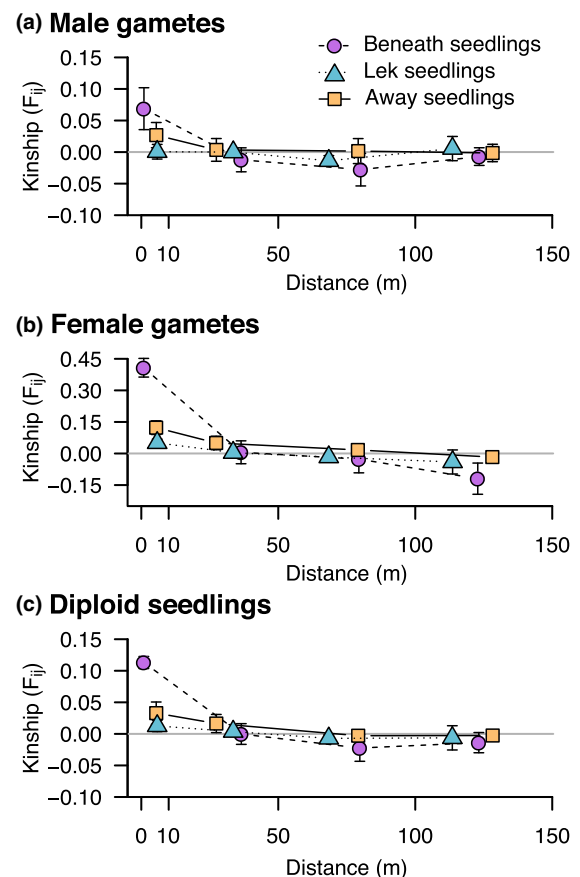 (a) Male gametes
Beneath seedlings
Lek seedlings
Away seedlings
Kinship (Fij)
0.15
0.10
0.05
0.00
−0.05
−0.10
0 10 50 100 150
Distance (m)
(b) Female gametes
Kinship (Fij)
0.45
0.30
0.15
0.00
−0.15
0 10 50 100 150
Distance (m)
(c) Diploid seedlings
Kinship (Fij)
0.15
0.10
0.05
0.00
−0.05
−0.10
0 10 50 100 150
Distance (m)